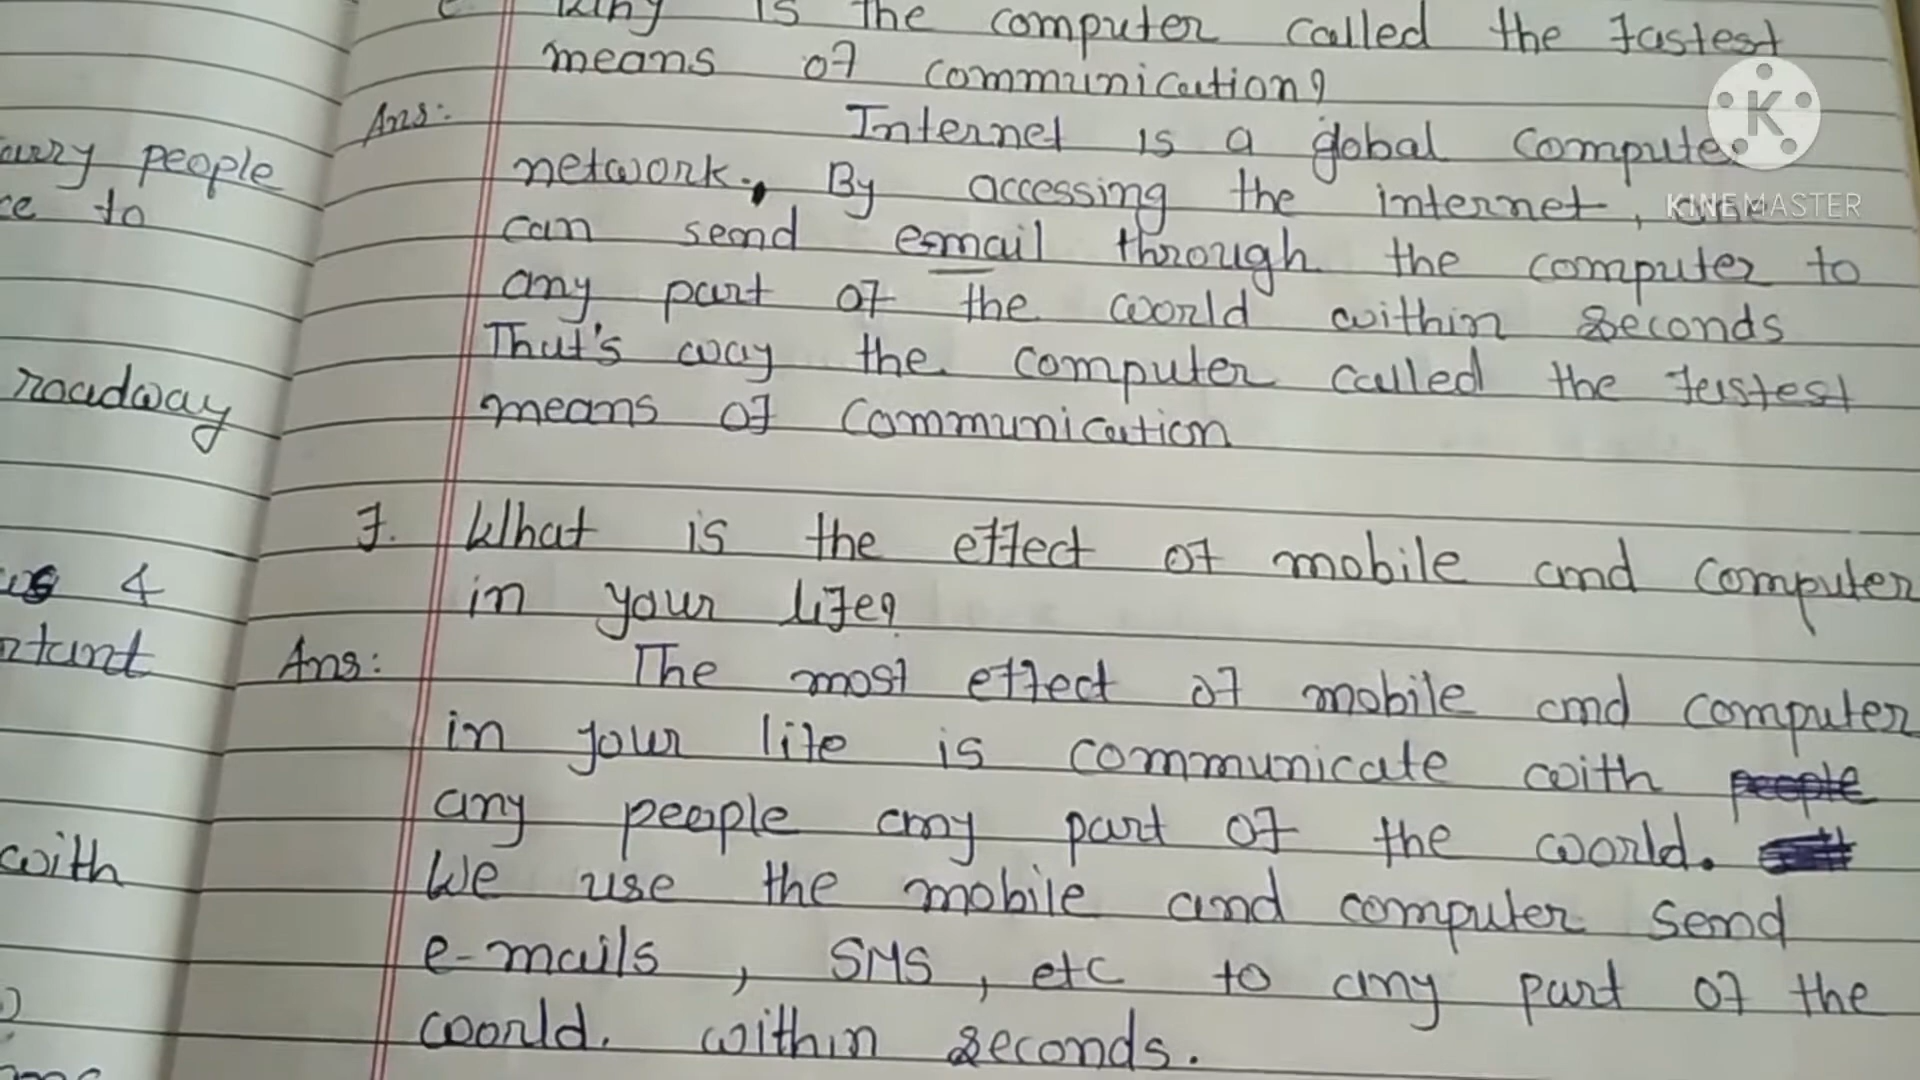 e. Why is the computer called the fastest
means of communication?
Ans: Internet is a global Computer
network. By accessing the internet,
can send e-mail through the computer to
any part of the world within seconds
That's way the computer called the fastest
means of communication
f. What is the effect of mobile and computer
in your life?
Ans: The most effect of mobile and computer
in your life is communicate with people
any people any part of the world.
We use the mobile and computer send
e-mails, SMS, etc to any part of the
world. within seconds.
people
to
roadway
4
with
K
KINEMASTER